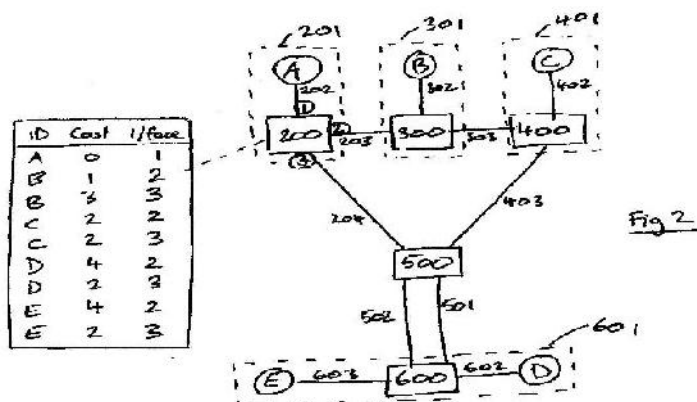 201
301
401
A
B
C
202
302
402
1
200
2
203
300
303
400
3
ID Cost I/face
A 0 1
B 1 2
B 3 3
C 2 2
C 2 3
D 4 2
D 2 3
E 4 2
E 2 3
204
403
Fig 2
500
502
501
601
E
603
600
602
D